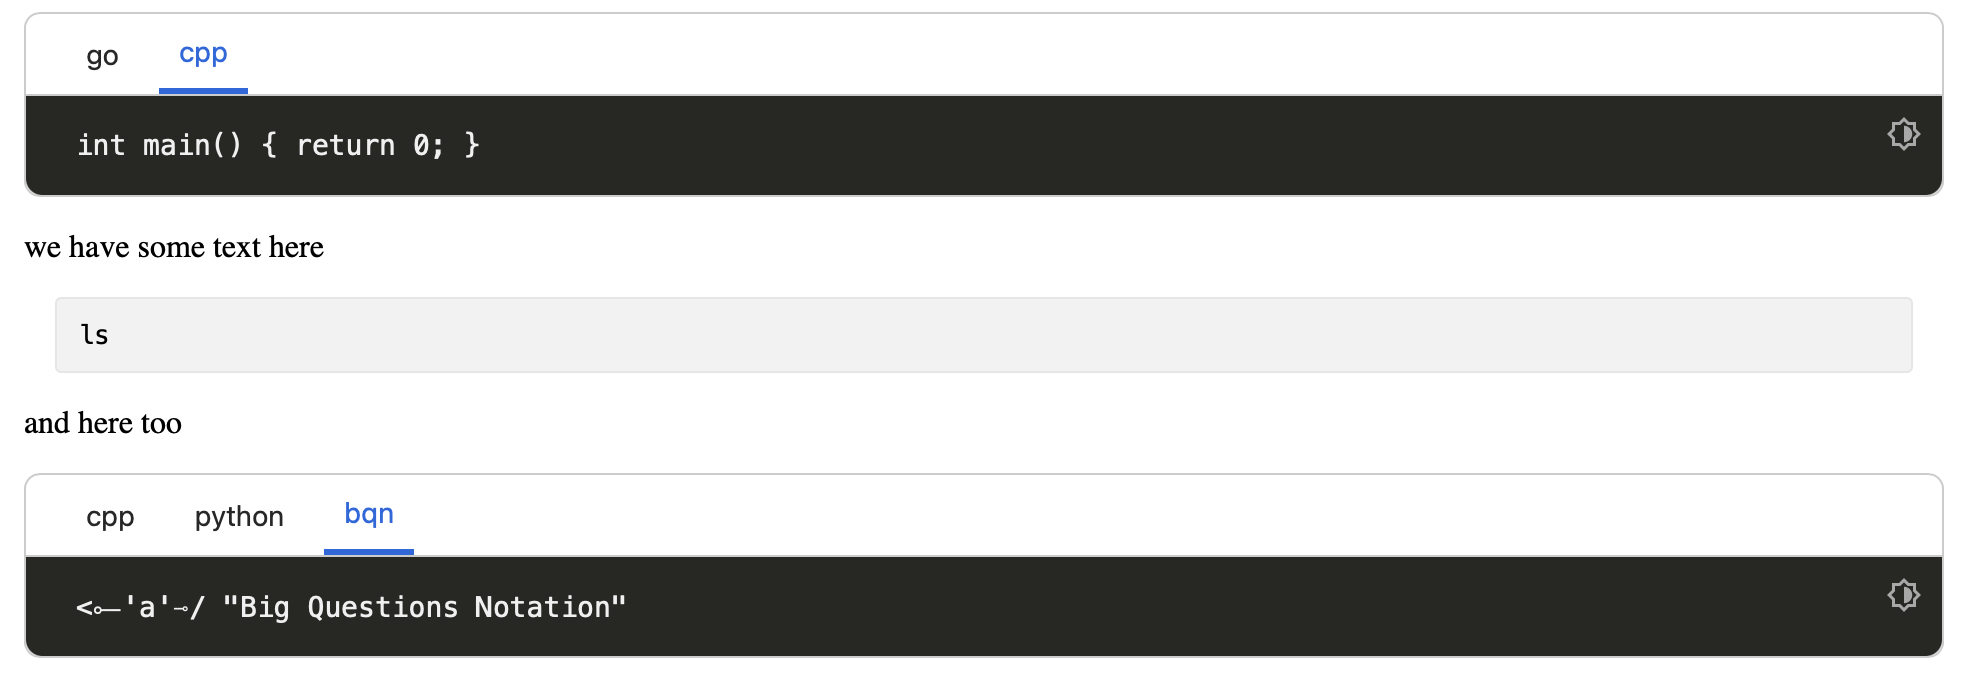 go cpp
int main() { return 0; }
we have some text here
ls
and here too
cpp python bqn
<⟜'a'⊸/ "Big Questions Notation"